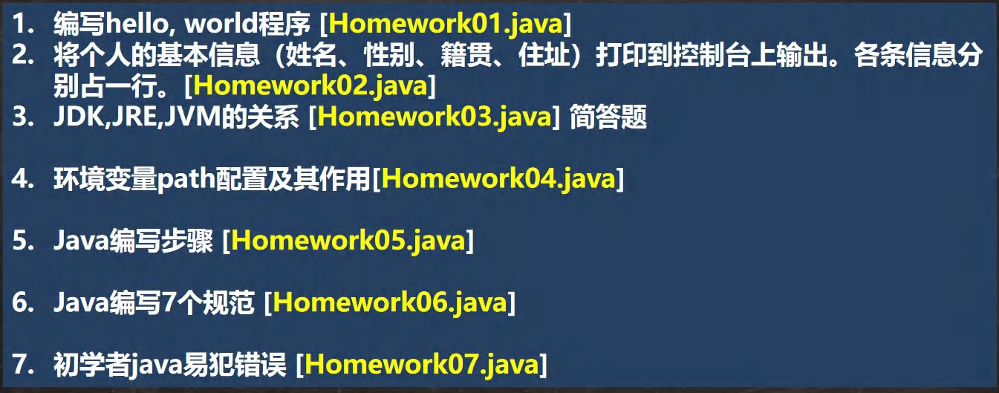 1. 编写hello, world程序 [Homework01.java]
2. 将个人的基本信息（姓名、性别、籍贯、住址）打印到控制台上输出。各条信息分
别占一行。[Homework02.java]
3. JDK,JRE,JVM的关系 [Homework03.java] 简答题
4. 环境变量path配置及其作用[Homework04.java]
5. Java编写步骤 [Homework05.java]
6. Java编写7个规范 [Homework06.java]
7. 初学者java易犯错误 [Homework07.java]